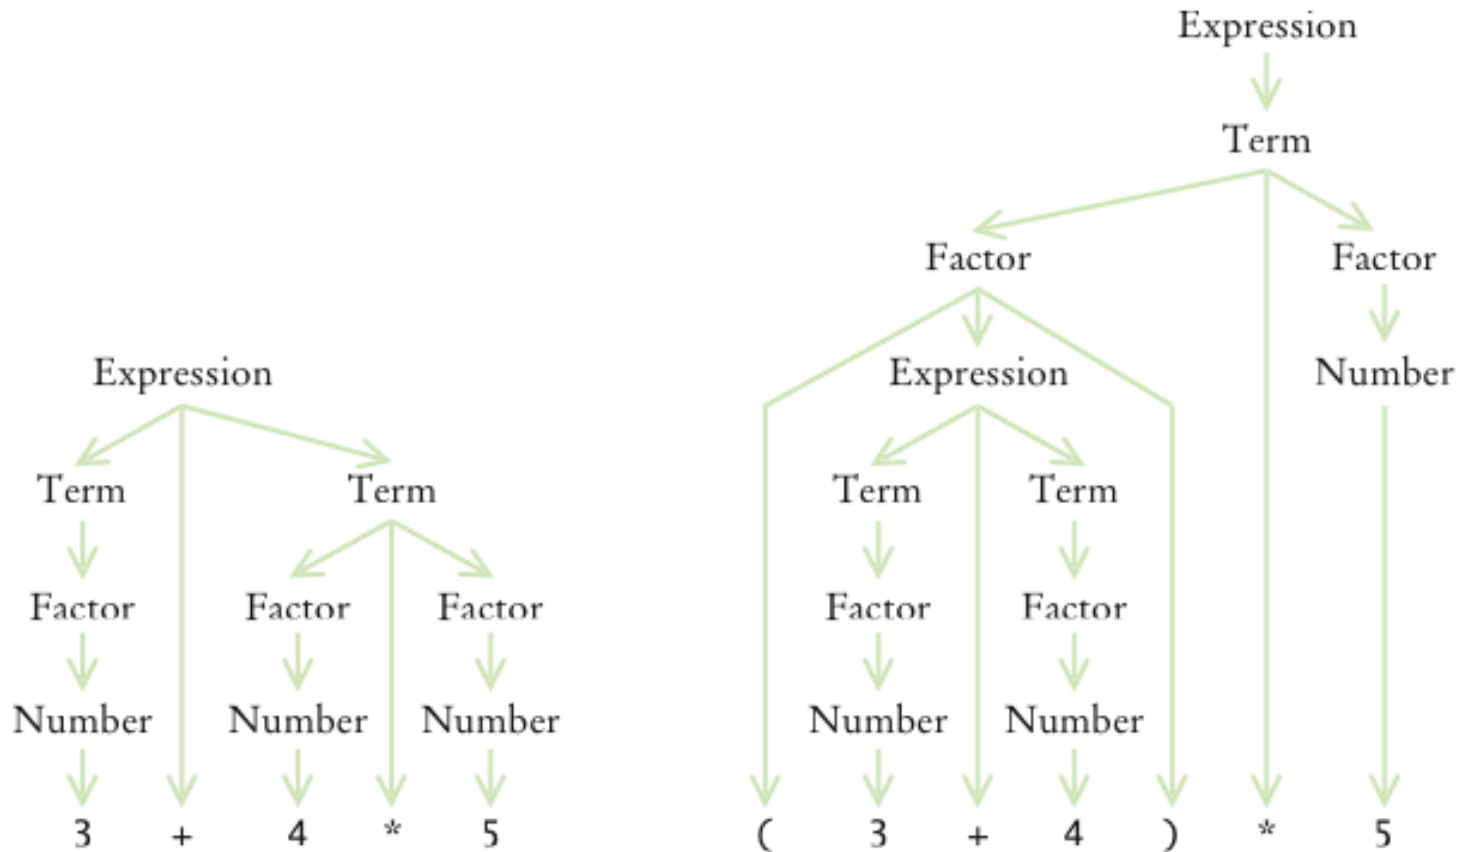 Expression
Term
Factor Factor
Expression Expression Number
Term Term Term Term
Factor Factor Factor Factor Factor
Number Number Number Number Number
3 + 4 * 5 ( 3 + 4 ) * 5